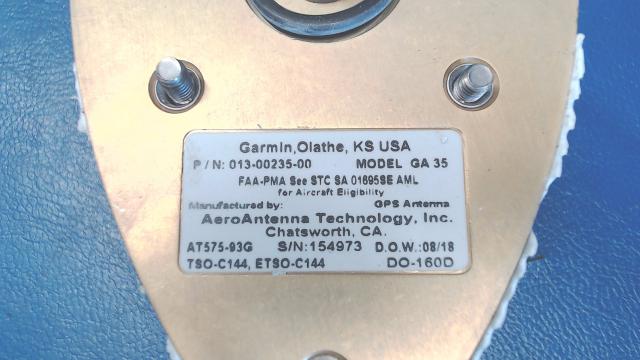 Garmin,Olathe, KS USA
P / N: 013-00235-00 MODEL GA 35
FAA-PMA See STC SA 01695SE AML
for Aircraft Eligibility
Manufactured by: GPS Antenna
AeroAntenna Technology, Inc.
Chatsworth, CA.
AT575-93G S/N:154973 D.O.W.:08/18
TSO-C144, ETSO-C144 DO-160D